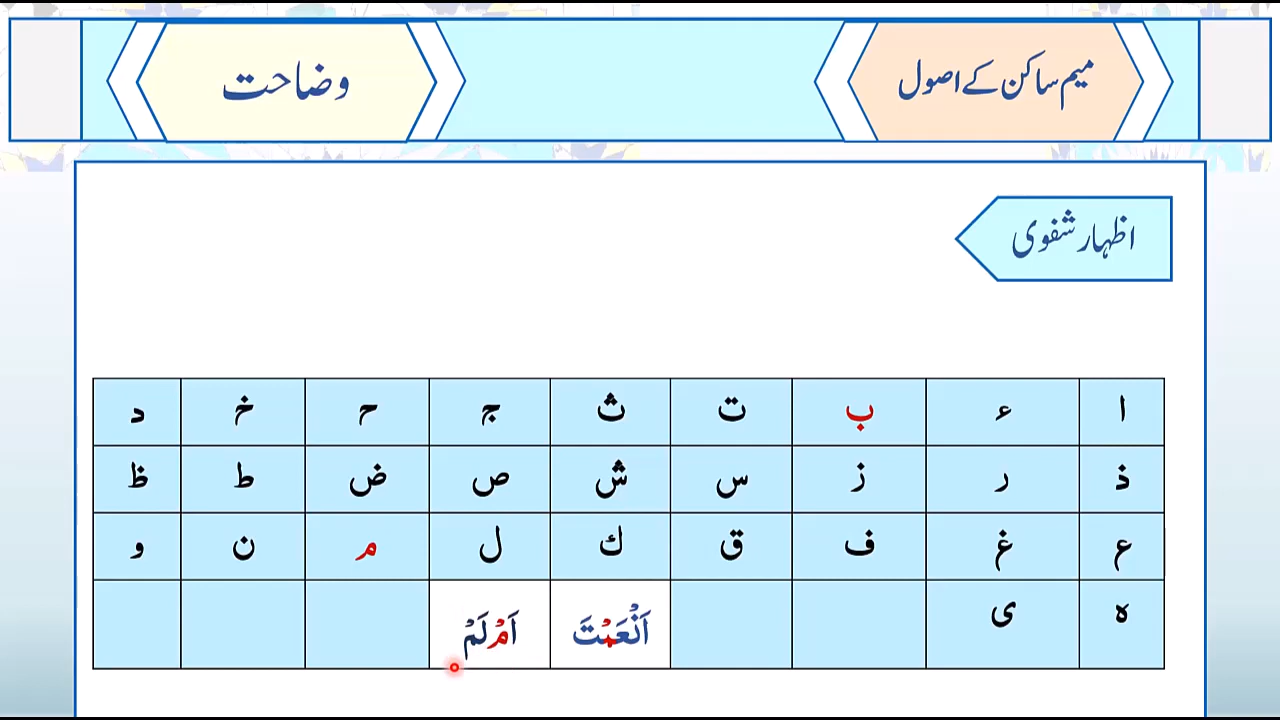 میم ساکن کے اصول
وضاحت
اظہار شفوی
ا ء ب ت ث ج ح خ د
ذ ر ز س ش ص ض ط ظ
ع غ ف ق ك ل م ن و
ہ ی اَنْعَمْتَ اَمْ لَمْ